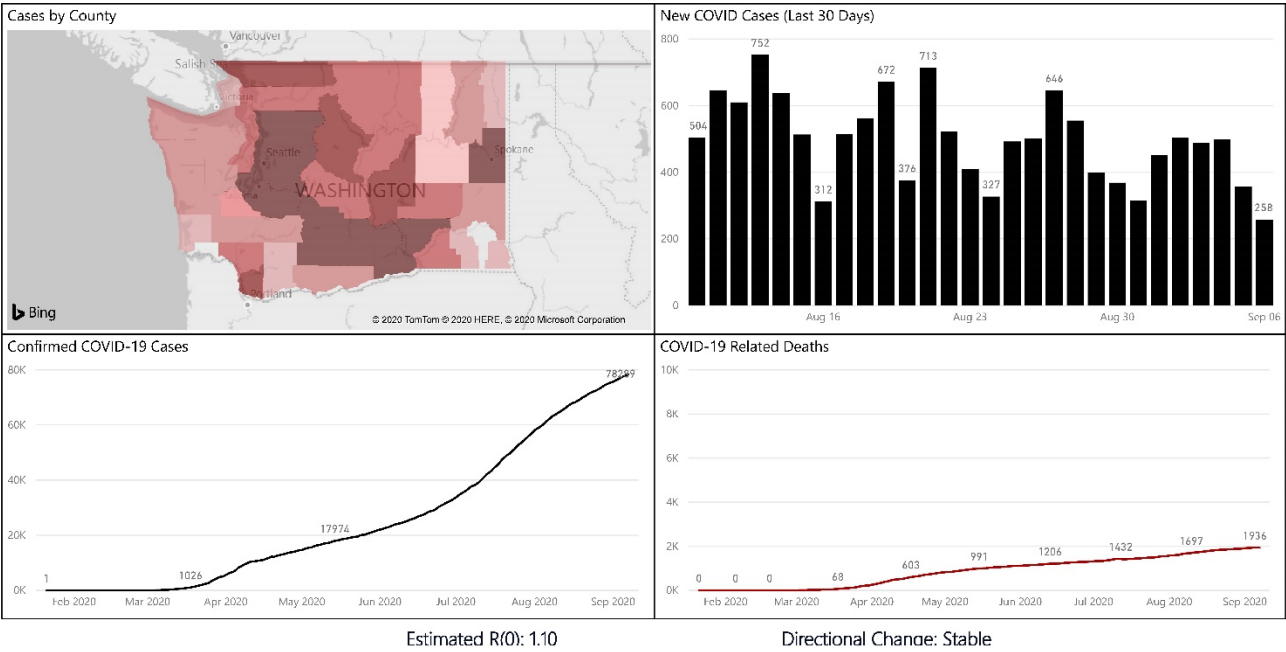 Cases by County
Vancouver
Victoria
Seattle
Spokane
WASHINGTON
Portland
Bing
© 2020 TomTom © 2020 HERE, © 2020 Microsoft Corporation
New COVID Cases (Last 30 Days)
800
752
713
672
646
600
504
400
376
327
312
258
200
0
Aug 16
Aug 23
Aug 30
Sep 06
Confirmed COVID-19 Cases
80K
78289
60K
40K
20K
17974
1026
1
0K
Feb 2020
Mar 2020
Apr 2020
May 2020
Jun 2020
Jul 2020
Aug 2020
Sep 2020
COVID-19 Related Deaths
10K
8K
6K
4K
2K
0K
0
0
0
68
603
991
1206
1432
1697
1936
Feb 2020
Mar 2020
Apr 2020
May 2020
Jun 2020
Jul 2020
Aug 2020
Sep 2020
Estimated R(0): 1.10
Directional Change: Stable